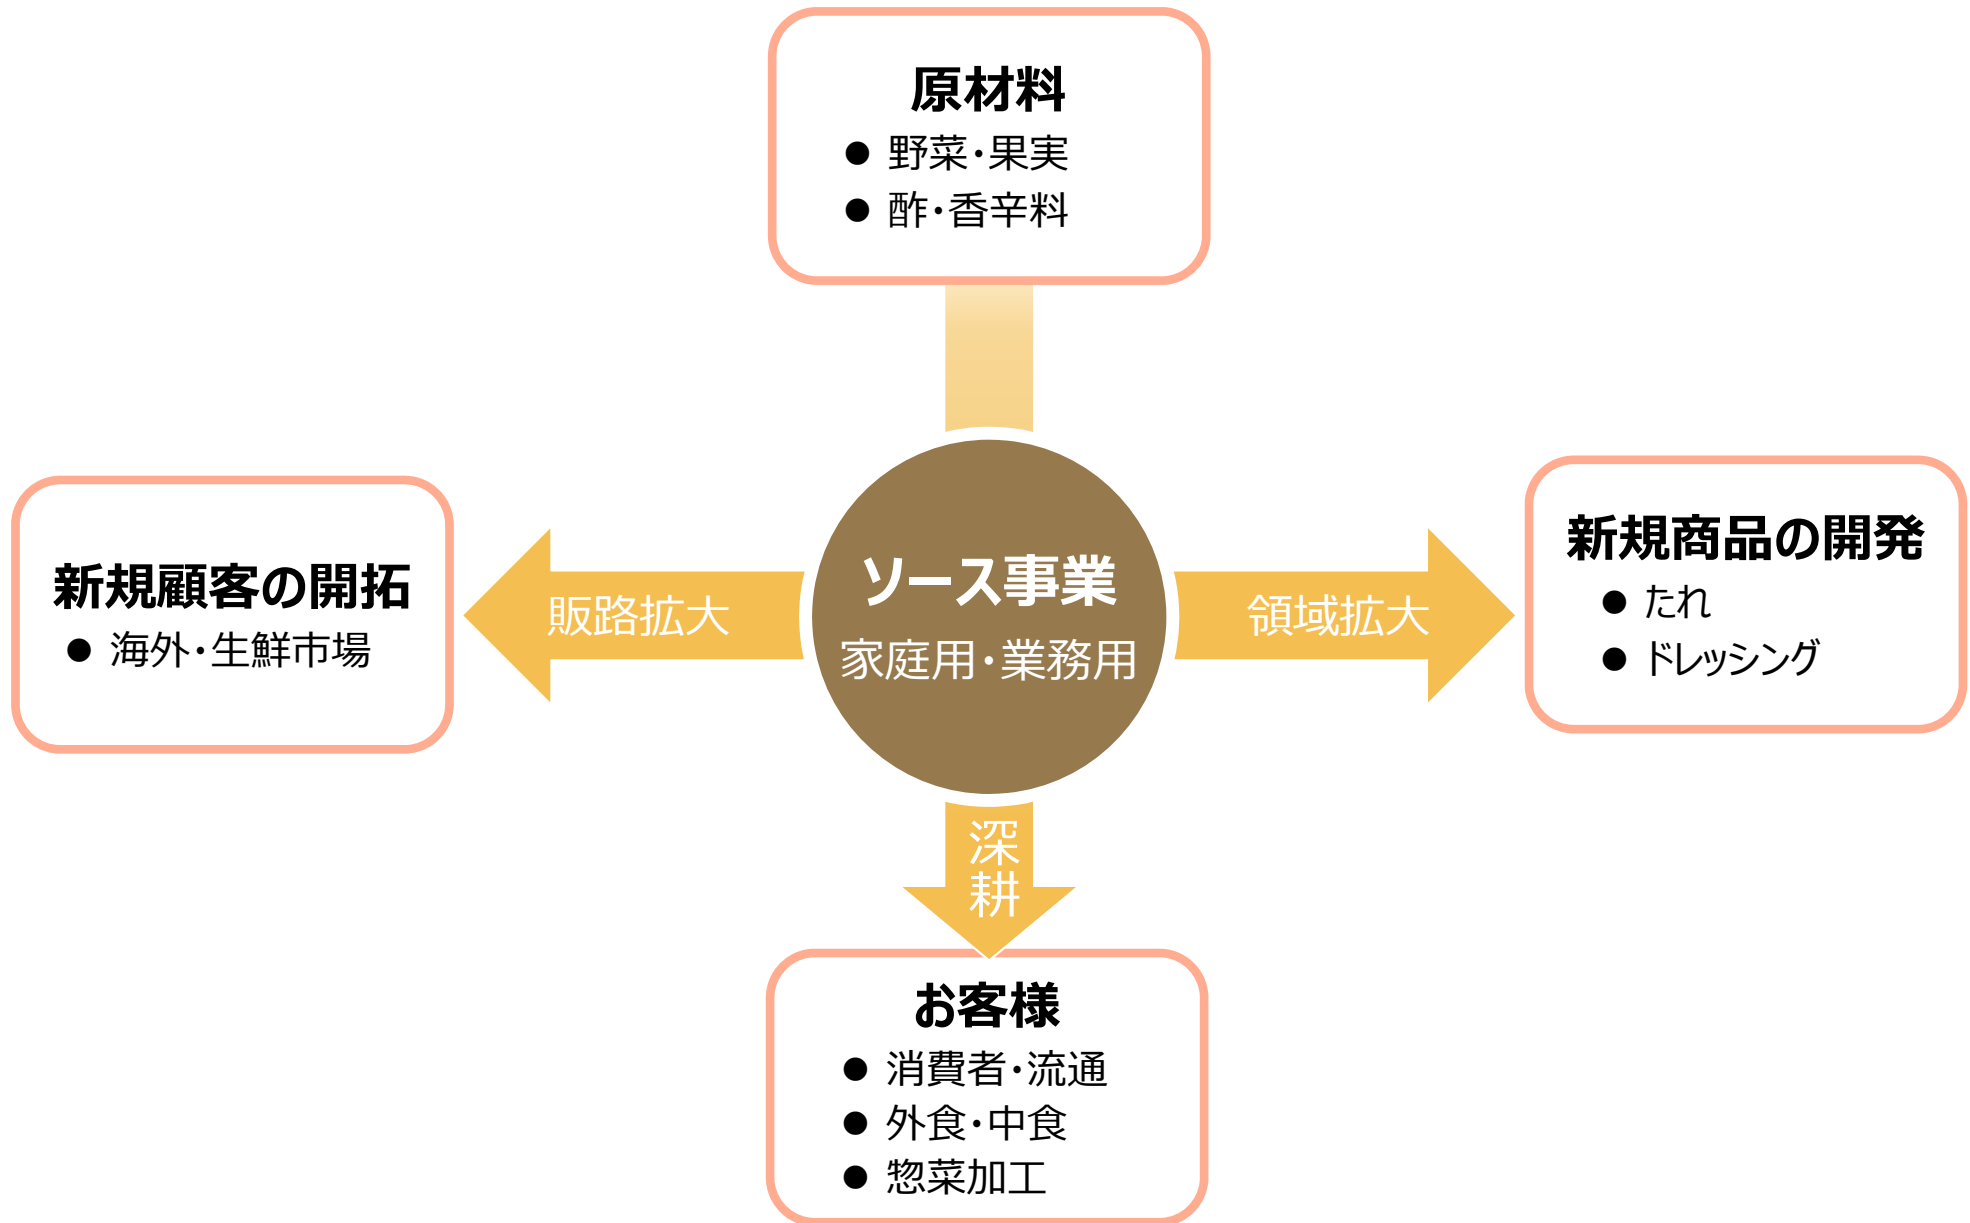 原材料
● 野菜・果実
● 酢・香辛料
新規顧客の開拓
● 海外・生鮮市場
販路拡大
ソース事業
家庭用・業務用
領域拡大
新規商品の開発
● たれ
● ドレッシング
深耕
お客様
● 消費者・流通
● 外食・中食
● 惣菜加工